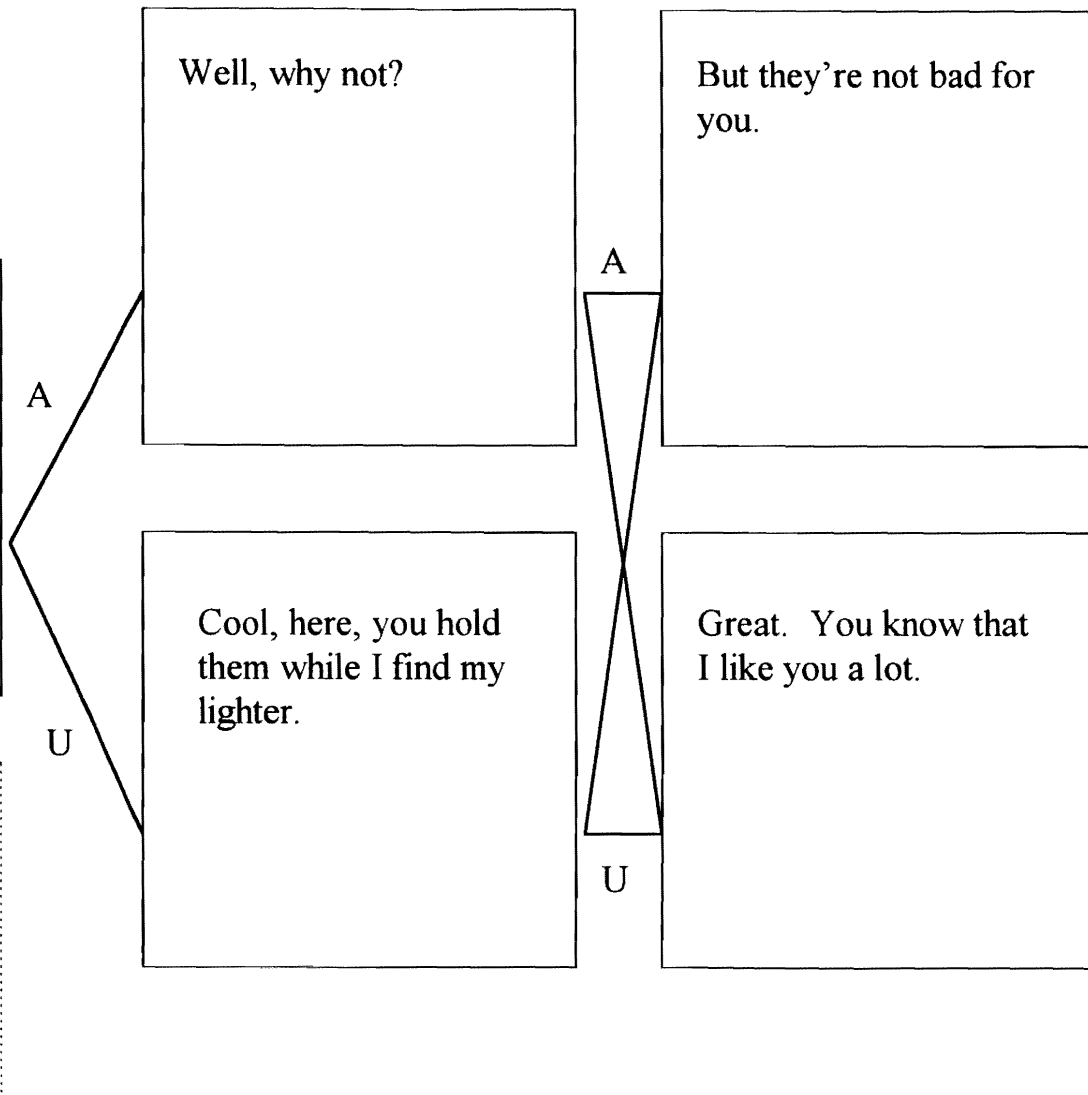 Well, why not?
But they're not bad for
you.
A
A
Cool, here, you hold
them while I find my
lighter.
Great.  You know that
I like you a lot.
U
U